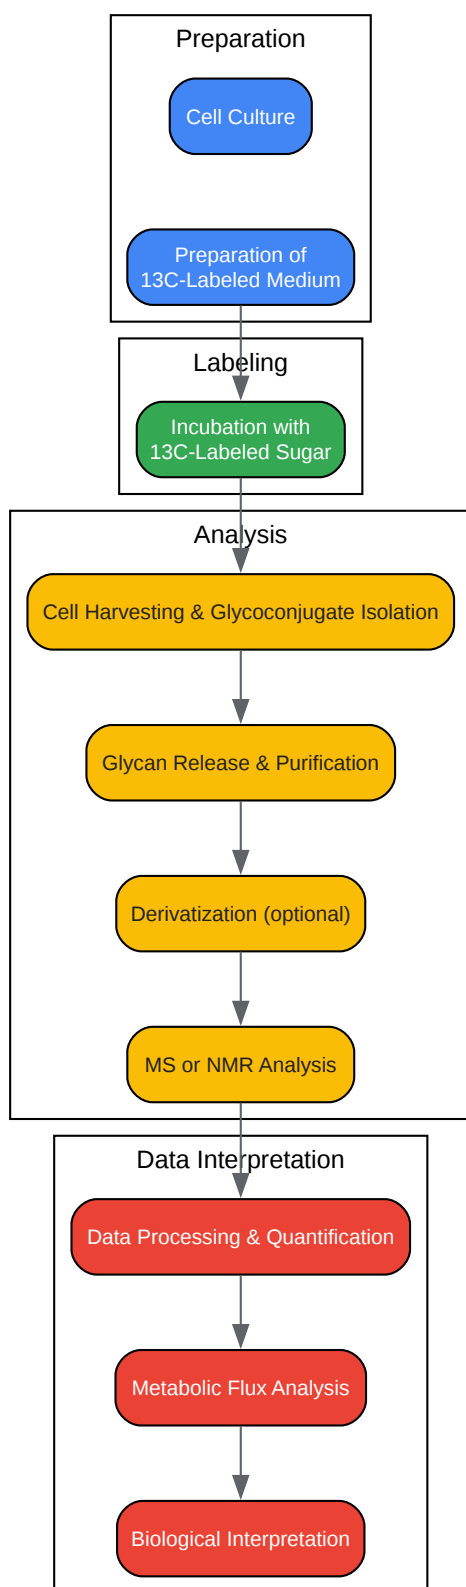 Preparation
Cell Culture
Preparation of
13C-Labeled Medium
Labeling
Incubation with
13C-Labeled Sugar
Analysis
Cell Harvesting & Glycoconjugate Isolation
Glycan Release & Purification
Derivatization (optional)
MS or NMR Analysis
Data Interpretation
Data Processing & Quantification
Metabolic Flux Analysis
Biological Interpretation